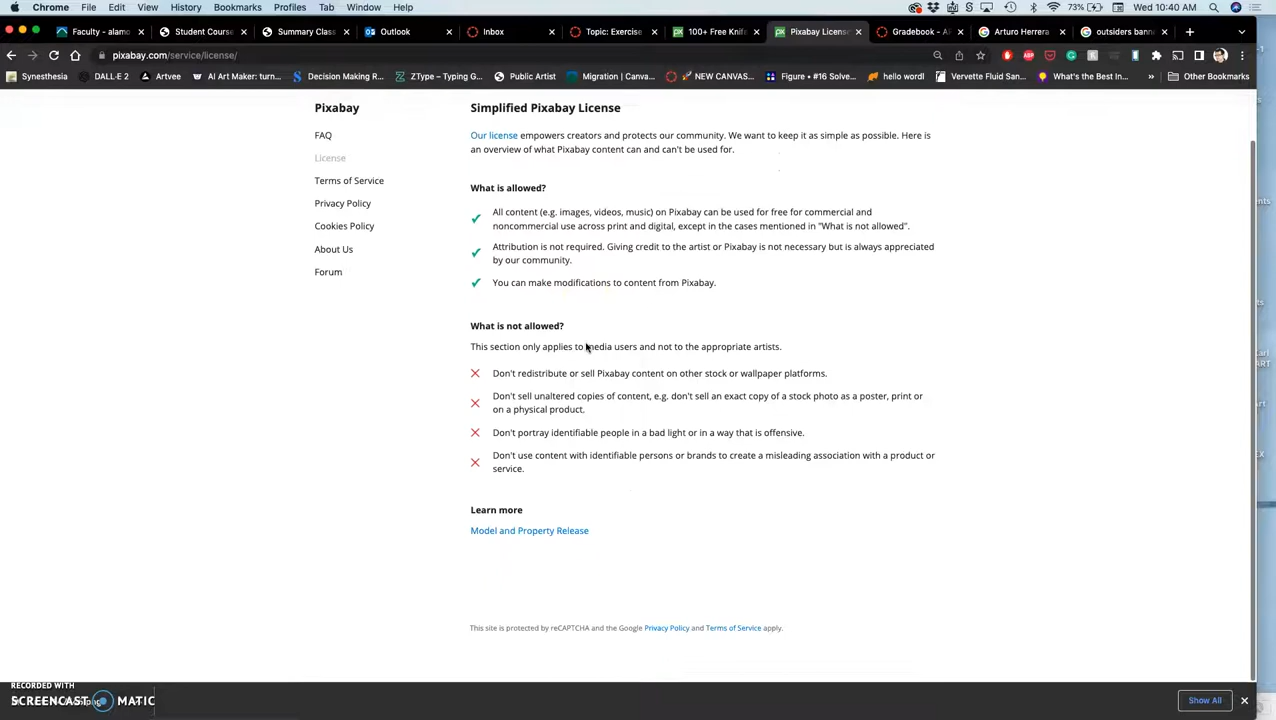 Chrome File Edit View History Bookmarks Profiles Tab Window Help 73% Wed 10:40 AM
Faculty - alamo Student Course Summary Class Outlook Inbox Topic: Exercise 100+ Free Knif Pixabay License Gradebook - A Arturo Herrera outsiders bann
pixabay.com/service/license/
Synesthesia DALL·E 2 Artvee AI Art Maker: turn... Decision Making R... ZType – Typing G... Public Artist Migration | Canva... NEW CANVAS... Figure • #16 Solve... hello wordl Vervette Fluid San... What's the Best In... » Other Bookmarks
Pixabay
FAQ
License
Terms of Service
Privacy Policy
Cookies Policy
About Us
Forum
Simplified Pixabay License
Our license empowers creators and protects our community. We want to keep it as simple as possible. Here is
an overview of what Pixabay content can and can't be used for.
What is allowed?
All content (e.g. images, videos, music) on Pixabay can be used for free for commercial and
noncommercial use across print and digital, except in the cases mentioned in "What is not allowed".
Attribution is not required. Giving credit to the artist or Pixabay is not necessary but is always appreciated
by our community.
You can make modifications to content from Pixabay.
What is not allowed?
This section only applies to media users and not to the appropriate artists.
Don't redistribute or sell Pixabay content on other stock or wallpaper platforms.
Don't sell unaltered copies of content, e.g. don't sell an exact copy of a stock photo as a poster, print or
on a physical product.
Don't portray identifiable people in a bad light or in a way that is offensive.
Don't use content with identifiable persons or brands to create a misleading association with a product or
service.
Learn more
Model and Property Release
This site is protected by reCAPTCHA and the Google Privacy Policy and Terms of Service apply.
RECORDED WITH
SCREENCAST MATIC
Show All